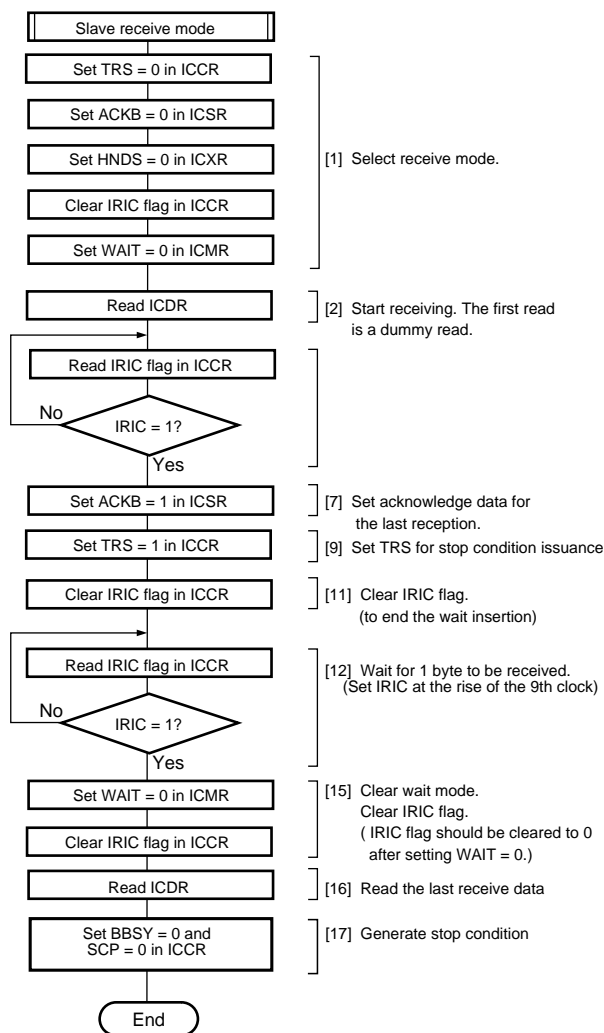 Slave receive mode
Set TRS = 0 in ICCR
Set ACKB = 0 in ICSR
Set HNDS = 0 in ICXR
[1] Select receive mode.
Clear IRIC flag in ICCR
Set WAIT = 0 in ICMR
Read ICDR
[2] Start receiving. The first read
is a dummy read.
Read IRIC flag in ICCR
No
IRIC = 1?
Yes
Set ACKB = 1 in ICSR
[7] Set acknowledge data for
the last reception.
Set TRS = 1 in ICCR
[9] Set TRS for stop condition issuance
Clear IRIC flag in ICCR
[11] Clear IRIC flag.
(to end the wait insertion)
Read IRIC flag in ICCR
[12] Wait for 1 byte to be received.
(Set IRIC at the rise of the 9th clock)
No
IRIC = 1?
Yes
Set WAIT = 0 in ICMR
[15] Clear wait mode.
Clear IRIC flag.
( IRIC flag should be cleared to 0
after setting WAIT = 0.)
Clear IRIC flag in ICCR
Read ICDR
[16] Read the last receive data
Set BBSY = 0 and
SCP = 0 in ICCR
[17] Generate stop condition
End